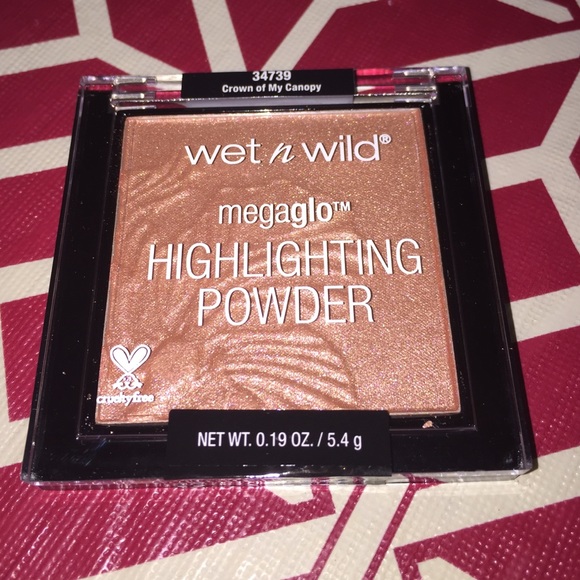 34739
Crown of My Canopy
wet n wild®
megaglo™
HIGHLIGHTING
POWDER
crueltyfree
NET WT. 0.19 OZ. / 5.4 g